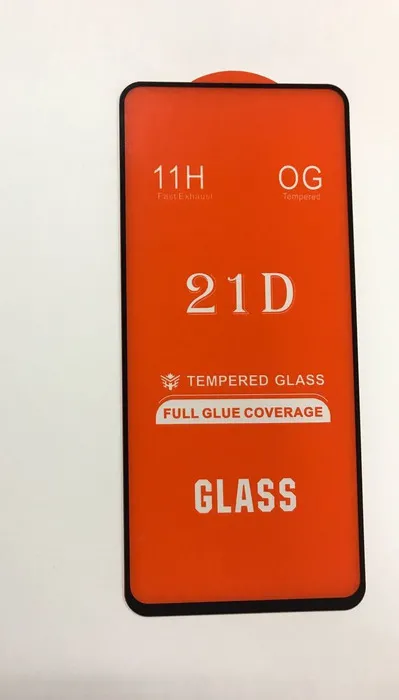 11H OG
Fast Exhaust Tempered
21D
TEMPERED GLASS
FULL GLUE COVERAGE
GLASS